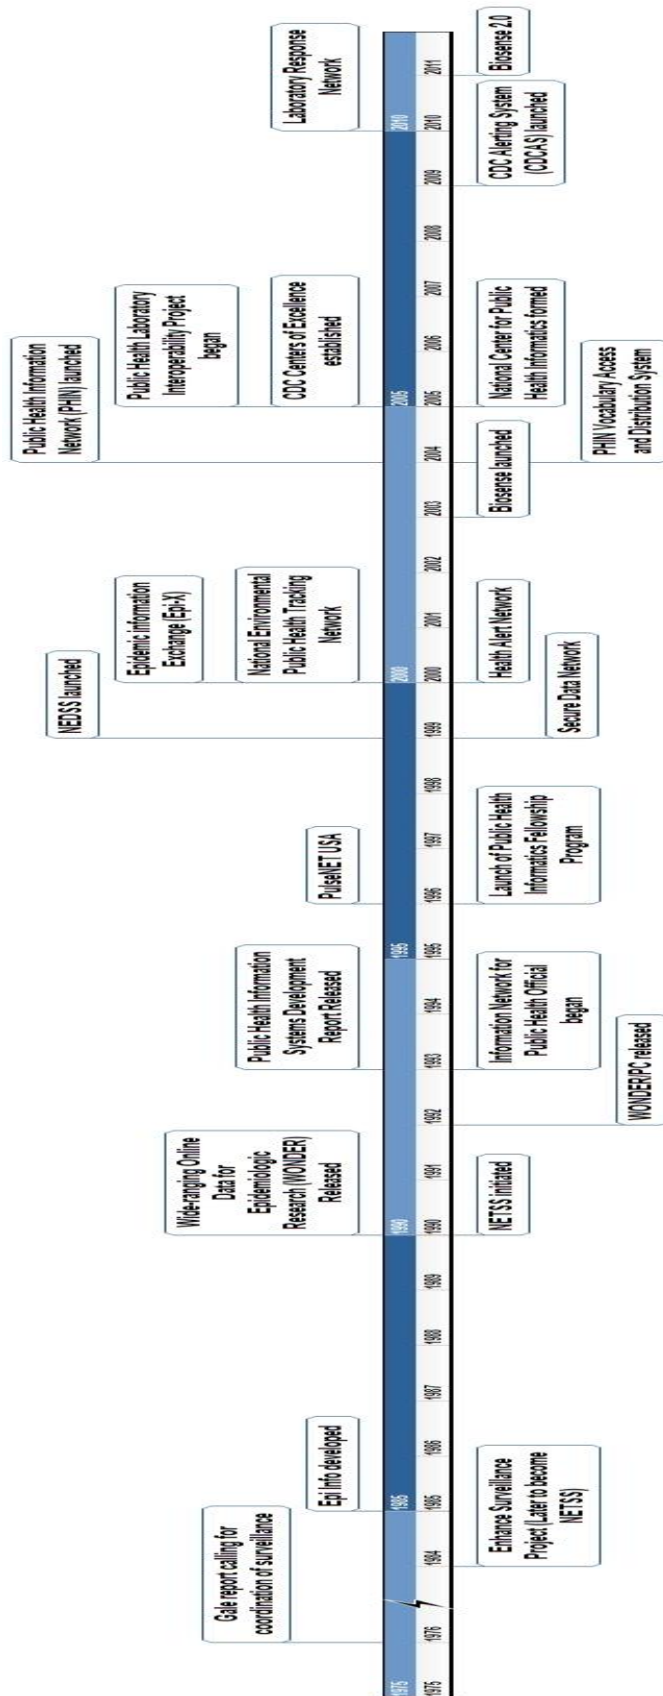 Gale report calling for
coordination of surveillance
Epi Info developed
Wide-ranging Online
Data for
Epidemiologic
Research (WONDER)
Released
Public Health Information
Systems Development
Report Released
PulseNET USA
NEDSS launched
Epidemic information
Exchange (Epi-X)
National Environmental
Public Health Tracking
Network
Public Health Information
Network (PHIN) launched
Public Health Laboratory
Interoperability Project
began
CDC Centers of Excellence
established
Laboratory Response
Network
1975
1985
1990
1995
2000
2005
2010
1975
1976
1984
1985
1986
1987
1988
1989
1990
1991
1992
1993
1994
1995
1996
1997
1998
1999
2000
2001
2002
2003
2004
2005
2006
2007
2008
2009
2010
2011
Enhance Surveillance
Project (Later to become
NETSS)
NETSS initiated
WONDER/PC released
Information Network for
Public Health Official
began
Launch of Public Health
Informatics Fellowship
Program
Secure Data Network
Health Alert Network
Biosense launched
PHIN Vocabulary Access
and Distribution System
National Center for Public
Health Informatics formed
CDC Alerting System
(CDCAS) launched
Biosense 2.0